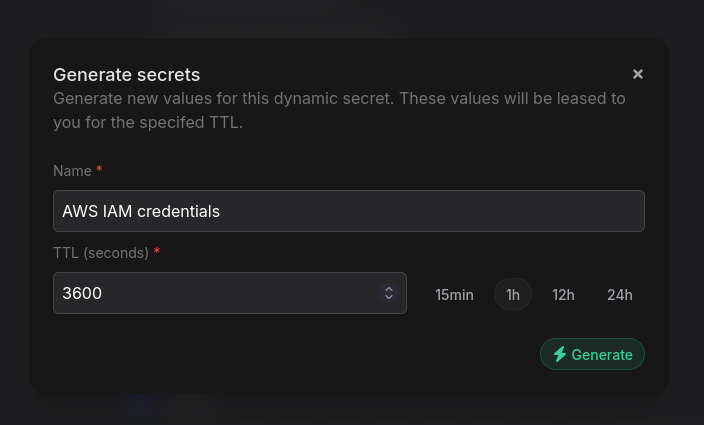 Generate secrets
Generate new values for this dynamic secret. These values will be leased to
you for the specifed TTL.
Name *
AWS IAM credentials
TTL (seconds) *
3600
15min 1h 12h 24h
Generate